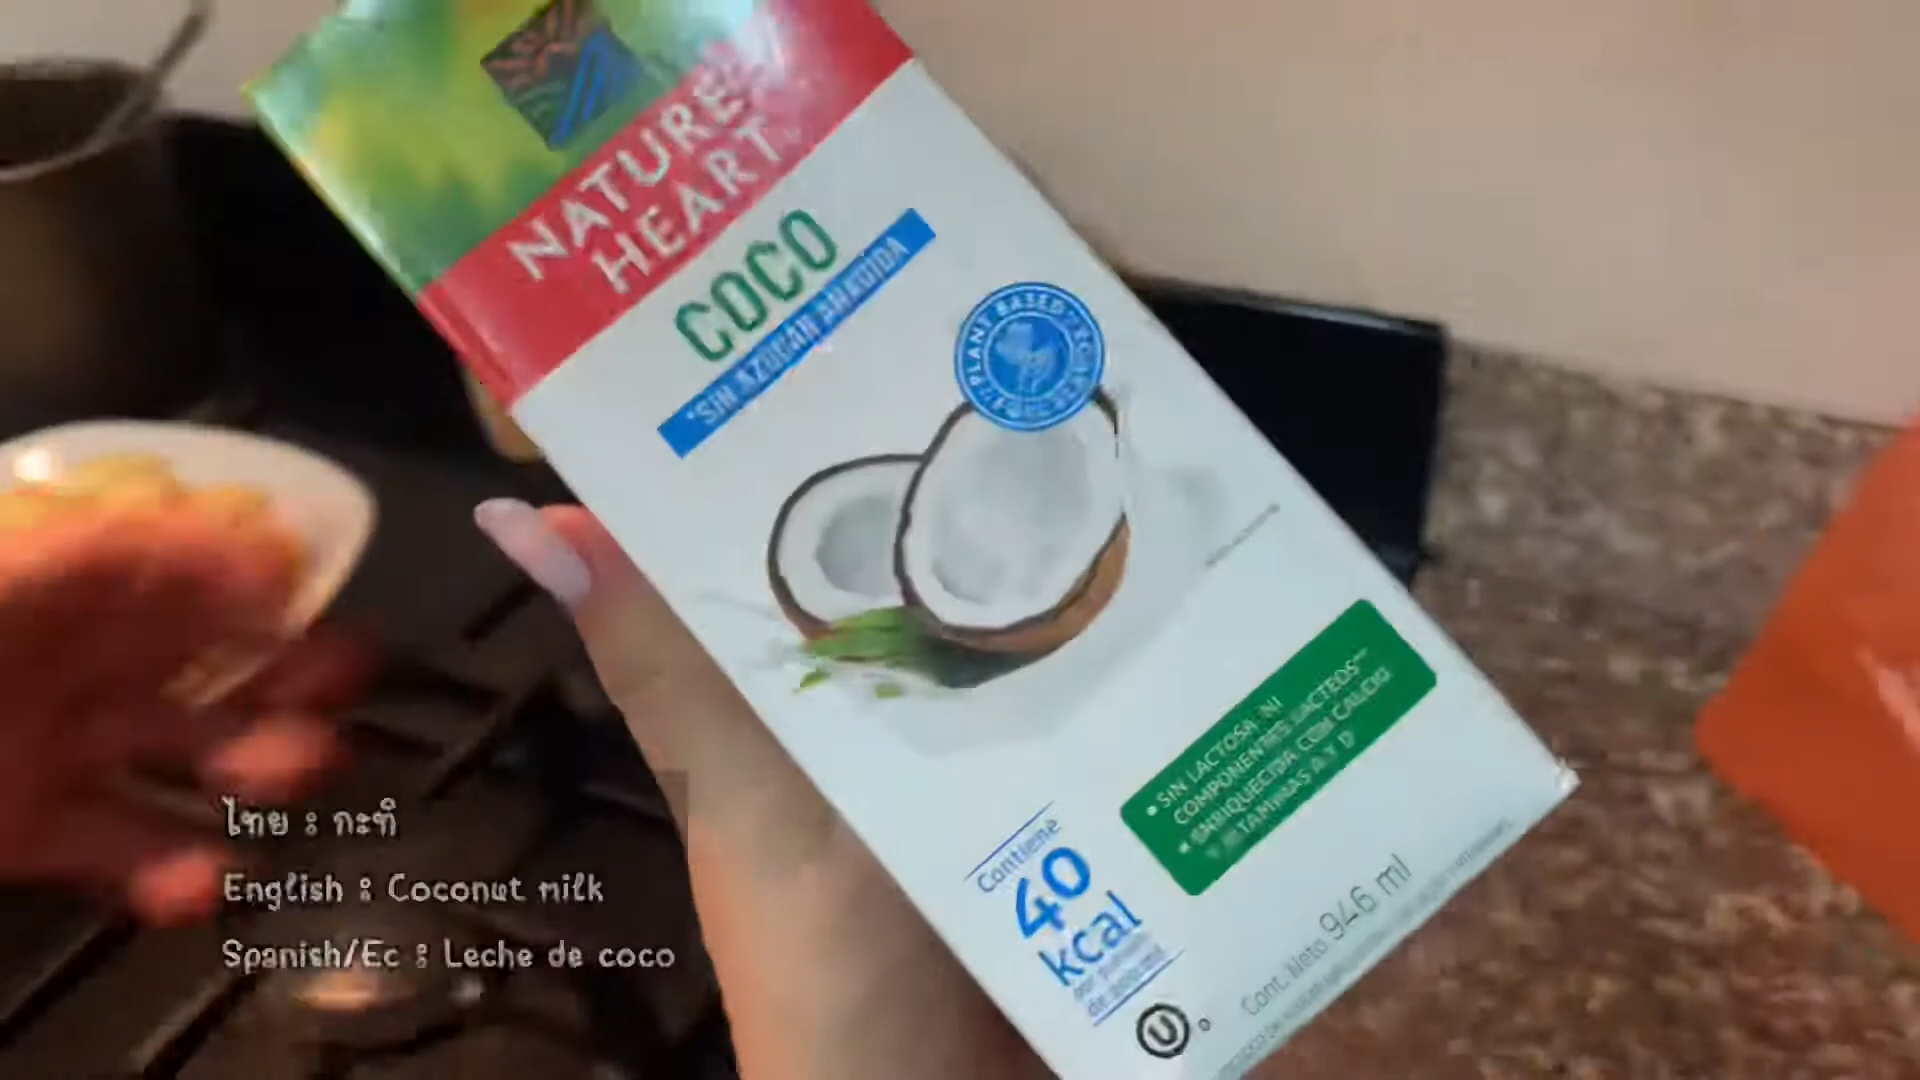 NATURE'S
HEART
COCO
*SIN AZÚCAR AÑADIDA
PLANT BASED
• SIN LACTOSA NI
COMPONENTES LÁCTEOS**
• ENRIQUECIDA CON CALCIO
Y VITAMINAS A Y D
Contiene
40
kcal
Cont. Neto 946 ml
U
ไทย : กะทิ
English : Coconut milk
Spanish/Ec : Leche de coco